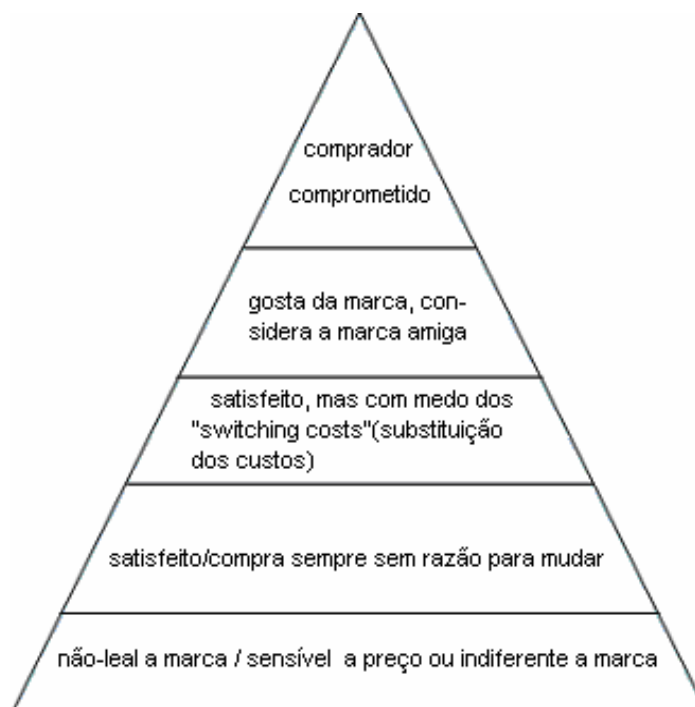 comprador
comprometido
gosta da marca, con-
sidera a marca amiga
satisfeito, mas com medo dos
"switching costs"(substituição
dos custos)
satisfeito/compra sempre sem razão para mudar
não-leal a marca / sensível a preço ou indiferente a marca